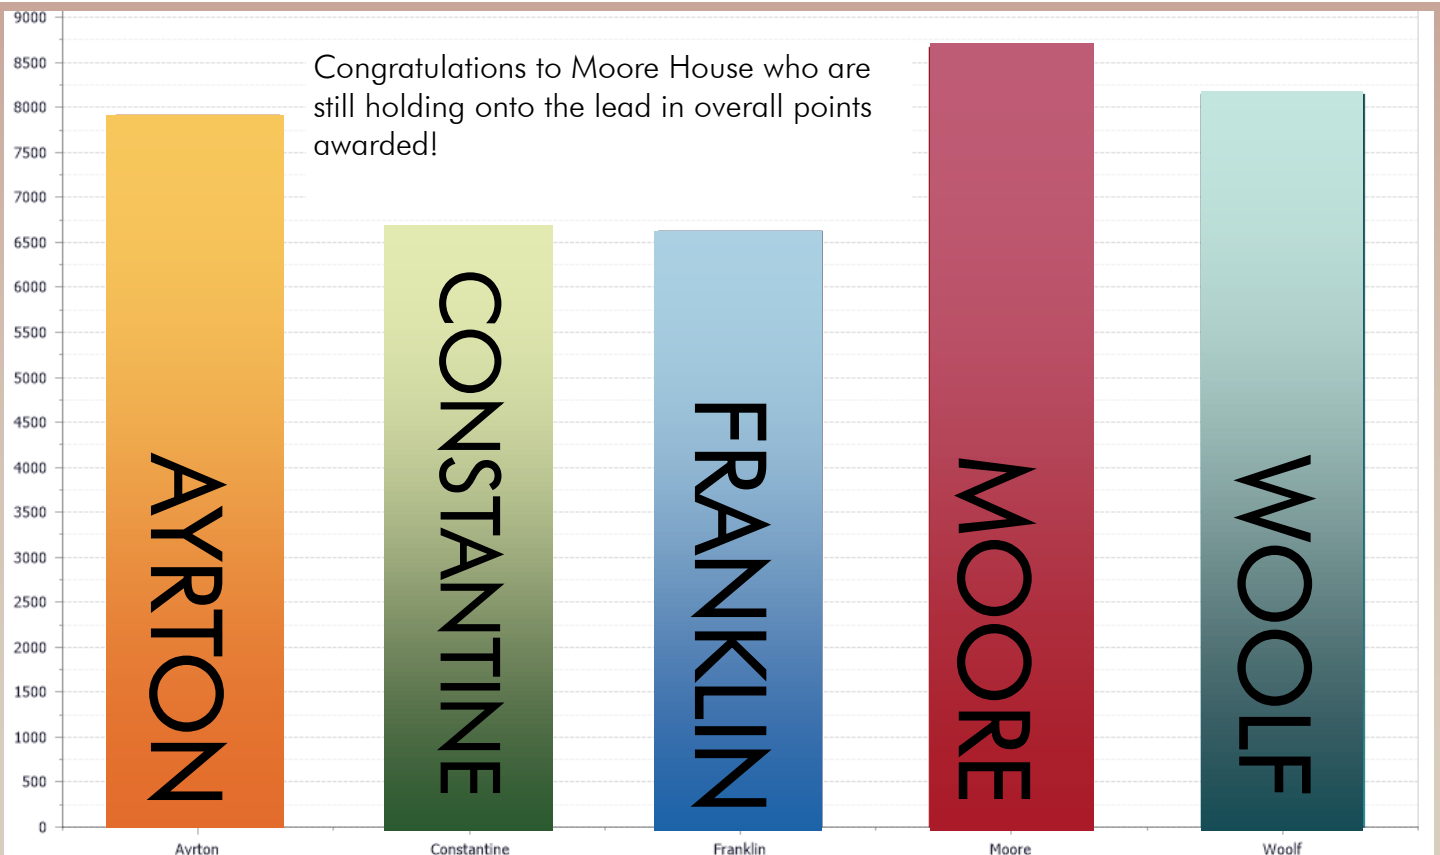 9000
8500
8000
7500
7000
6500
6000
5500
5000
4500
4000
3500
3000
2500
2000
1500
1000
500
0
Congratulations to Moore House who are
still holding onto the lead in overall points
awarded!
AYRTON
CONSTANTINE
FRANKLIN
MOORE
WOOLF
Ayrton
Constantine
Franklin
Moore
Woolf